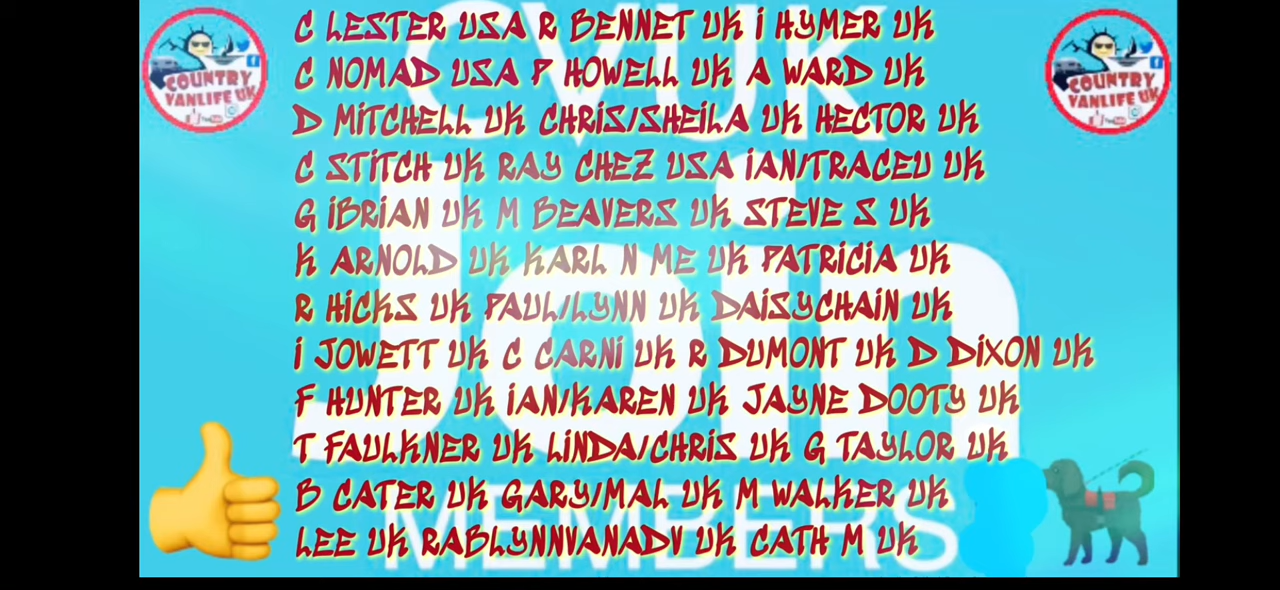 C LESTER USA R BENNET UK I HYMER UK
C NOMAD USA P HOWELL UK A WARD UK
D MITCHELL UK CHRIS/SHEILA UK HECTOR UK
C STITCH UK RAY CHEZ USA IAN/TRACEU UK
G IBRIAN UK M BEAVERS UK STEVE S UK
K ARNOLD UK KARL N ME UK PATRICIA UK
R HICKS UK PAUL/LYNN UK DAISYCHAIN UK
I JOWETT UK C CARNI UK R DUMONT UK D DIXON UK
F HUNTER UK IAN/KAREN UK JAYNE DOOTY UK
T FAULKNER UK LINDA/CHRIS UK G TAYLOR UK
B CATER UK GARY/MAL UK M WALKER UK
LEE UK RABLYNNVANADV UK CATH M UK
COUNTRY
VANLIFE UK
COUNTRY
VANLIFE UK
CVUK
Join
MEMBERS